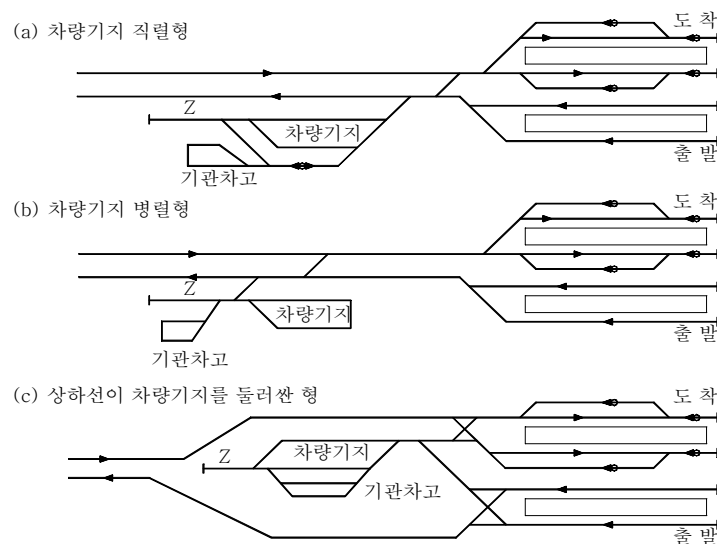 (a) 차량기지 직렬형
도 착
Z
차량기지
기관차고
출 발
(b) 차량기지 병렬형
도 착
Z
차량기지
기관차고
출 발
(c) 상하선이 차량기지를 둘러싼 형
도 착
Z
차량기지
기관차고
출 발